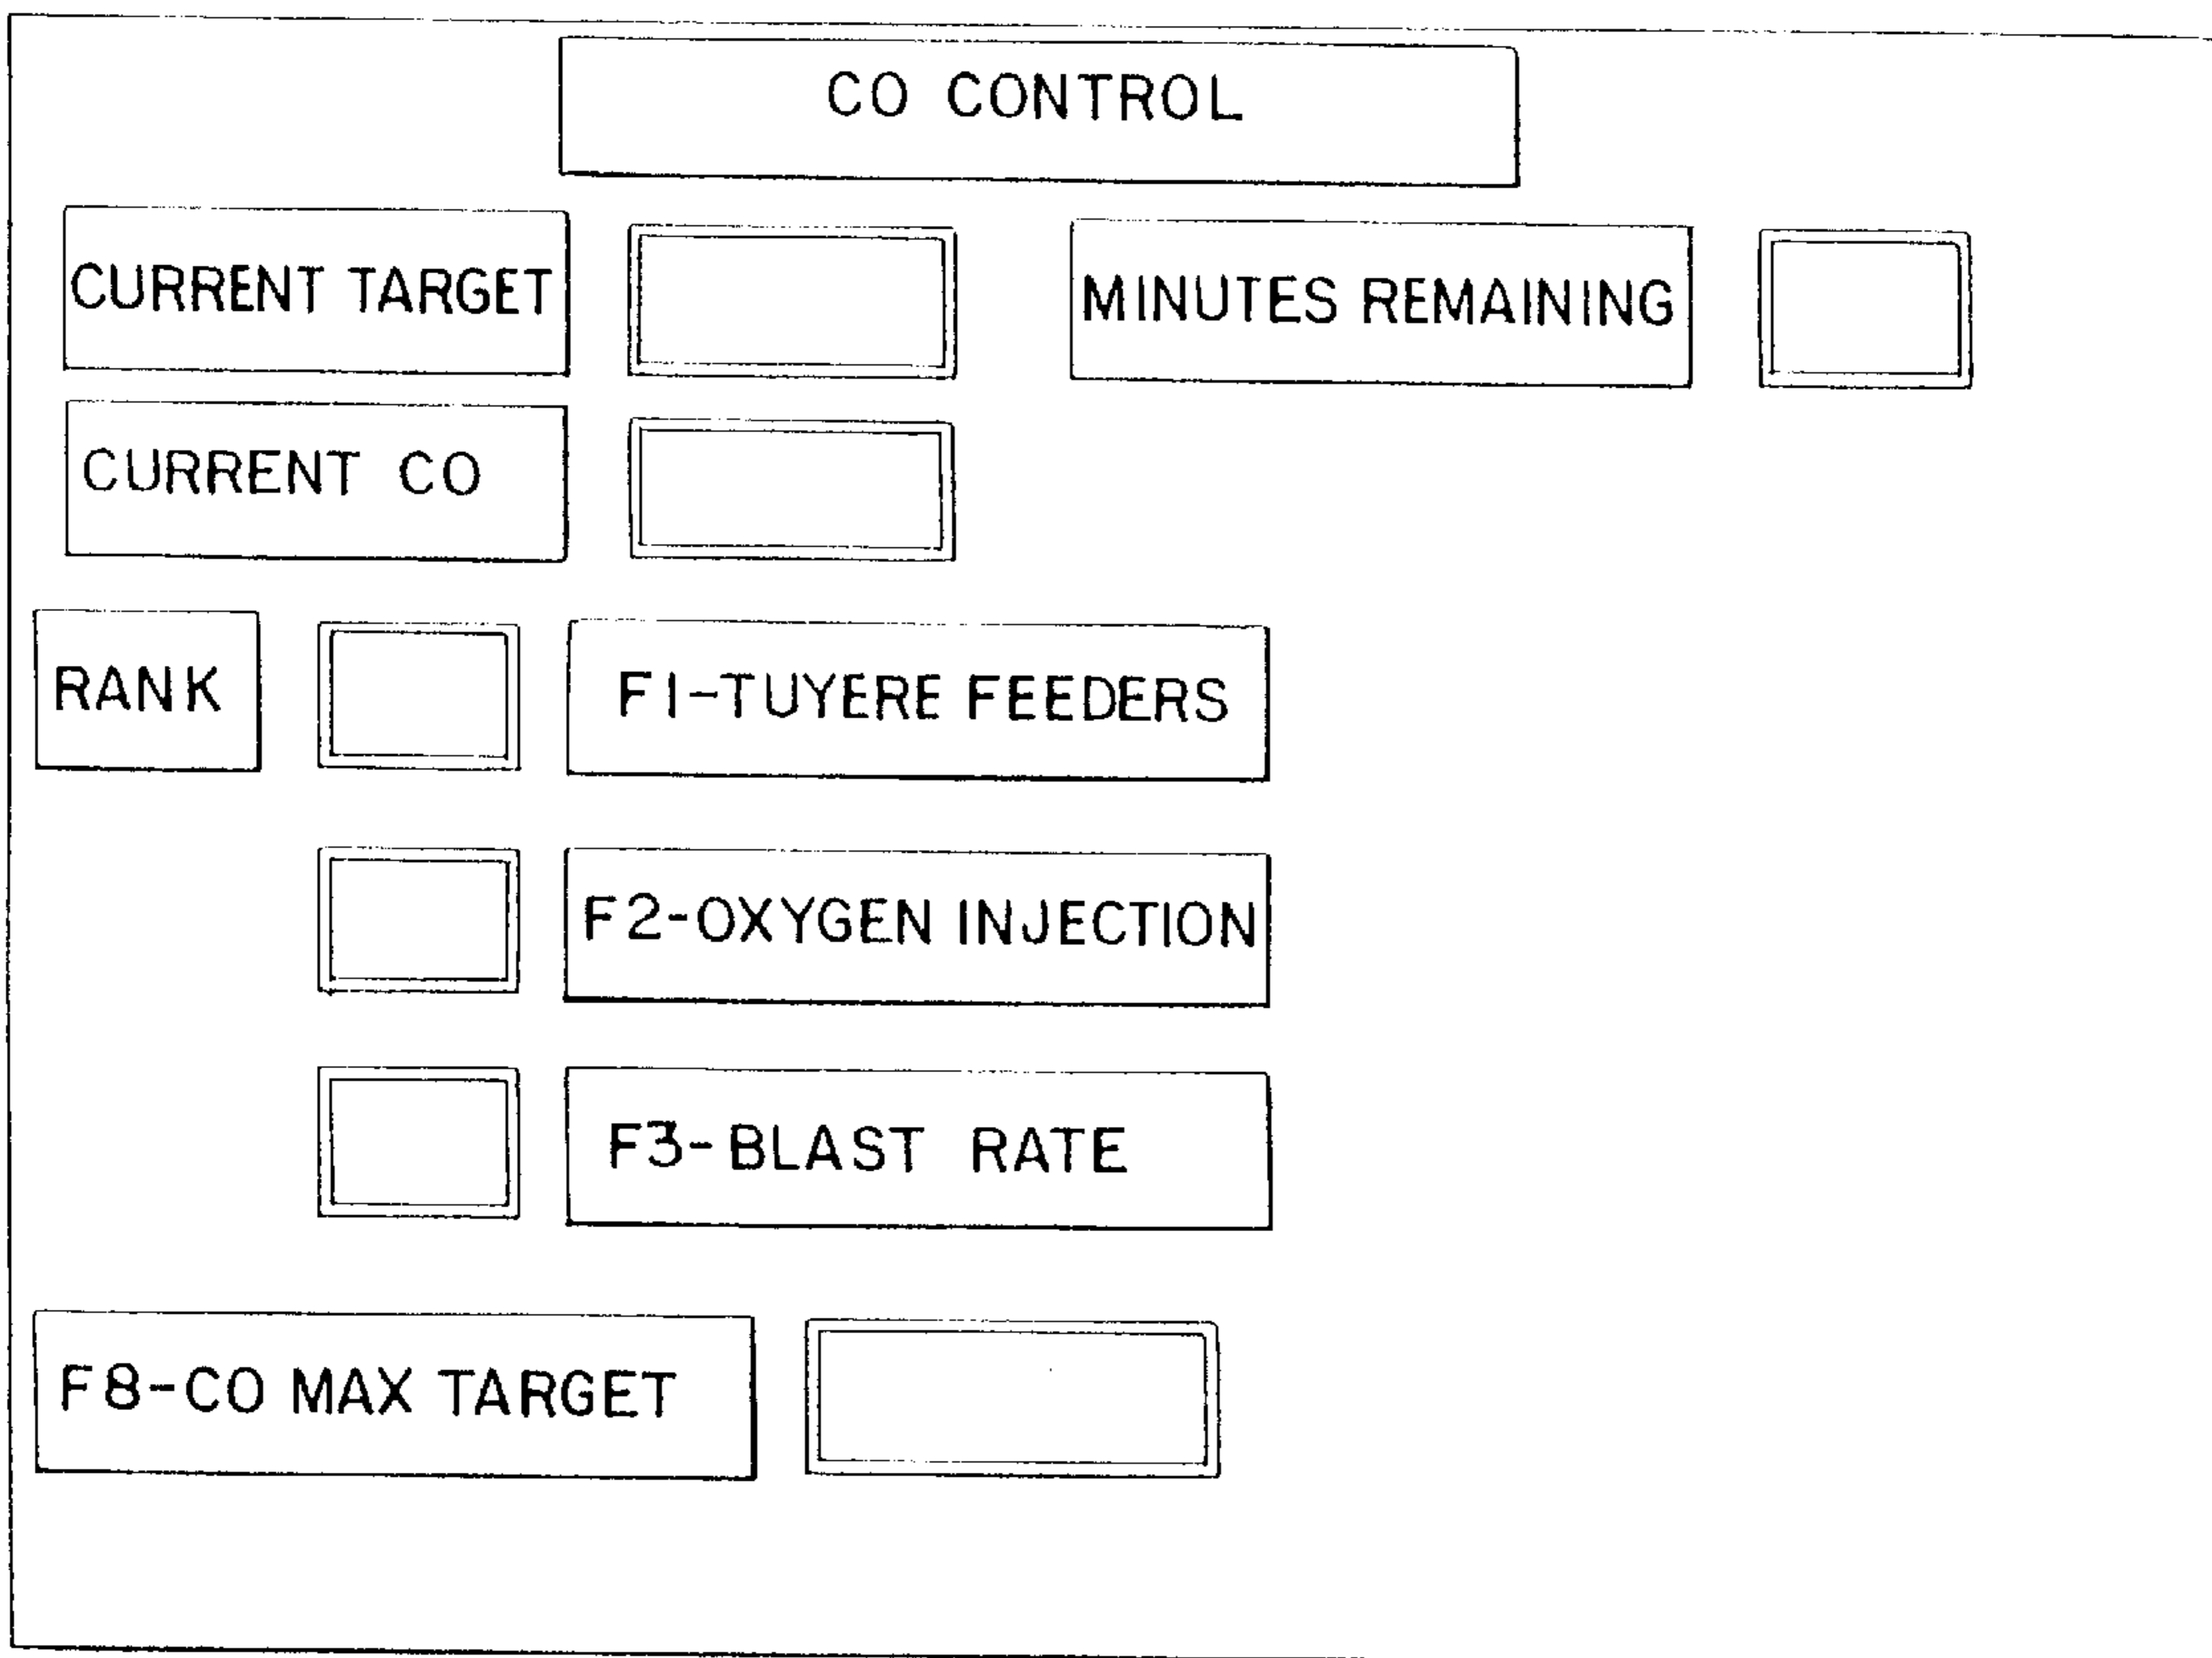 CO CONTROL
CURRENT TARGET
MINUTES REMAINING
CURRENT CO
RANK
F1-TUYERE FEEDERS
F2-OXYGEN INJECTION
F3-BLAST RATE
F8-CO MAX TARGET